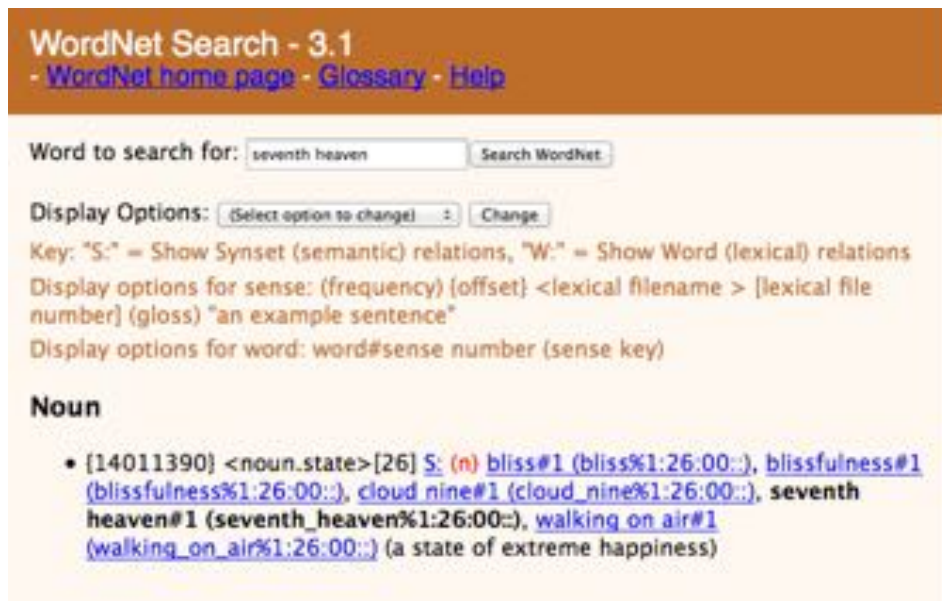 WordNet Search - 3.1
- WordNet home page - Glossary - Help
Word to search for: seventh heaven Search WordNet
Display Options: (Select option to change) Change
Key: "S:" = Show Synset (semantic) relations, "W:" = Show Word (lexical) relations
Display options for sense: (frequency) {offset} <lexical filename > [lexical file
number] (gloss) "an example sentence"
Display options for word: word#sense number (sense key)
Noun
• {14011390} <noun.state>[26] S: (n) bliss#1 (bliss%1:26:00::), blissfulness#1
(blissfulness%1:26:00::), cloud nine#1 (cloud_nine%1:26:00::), seventh
heaven#1 (seventh_heaven%1:26:00::), walking on air#1
(walking_on_air%1:26:00::) (a state of extreme happiness)